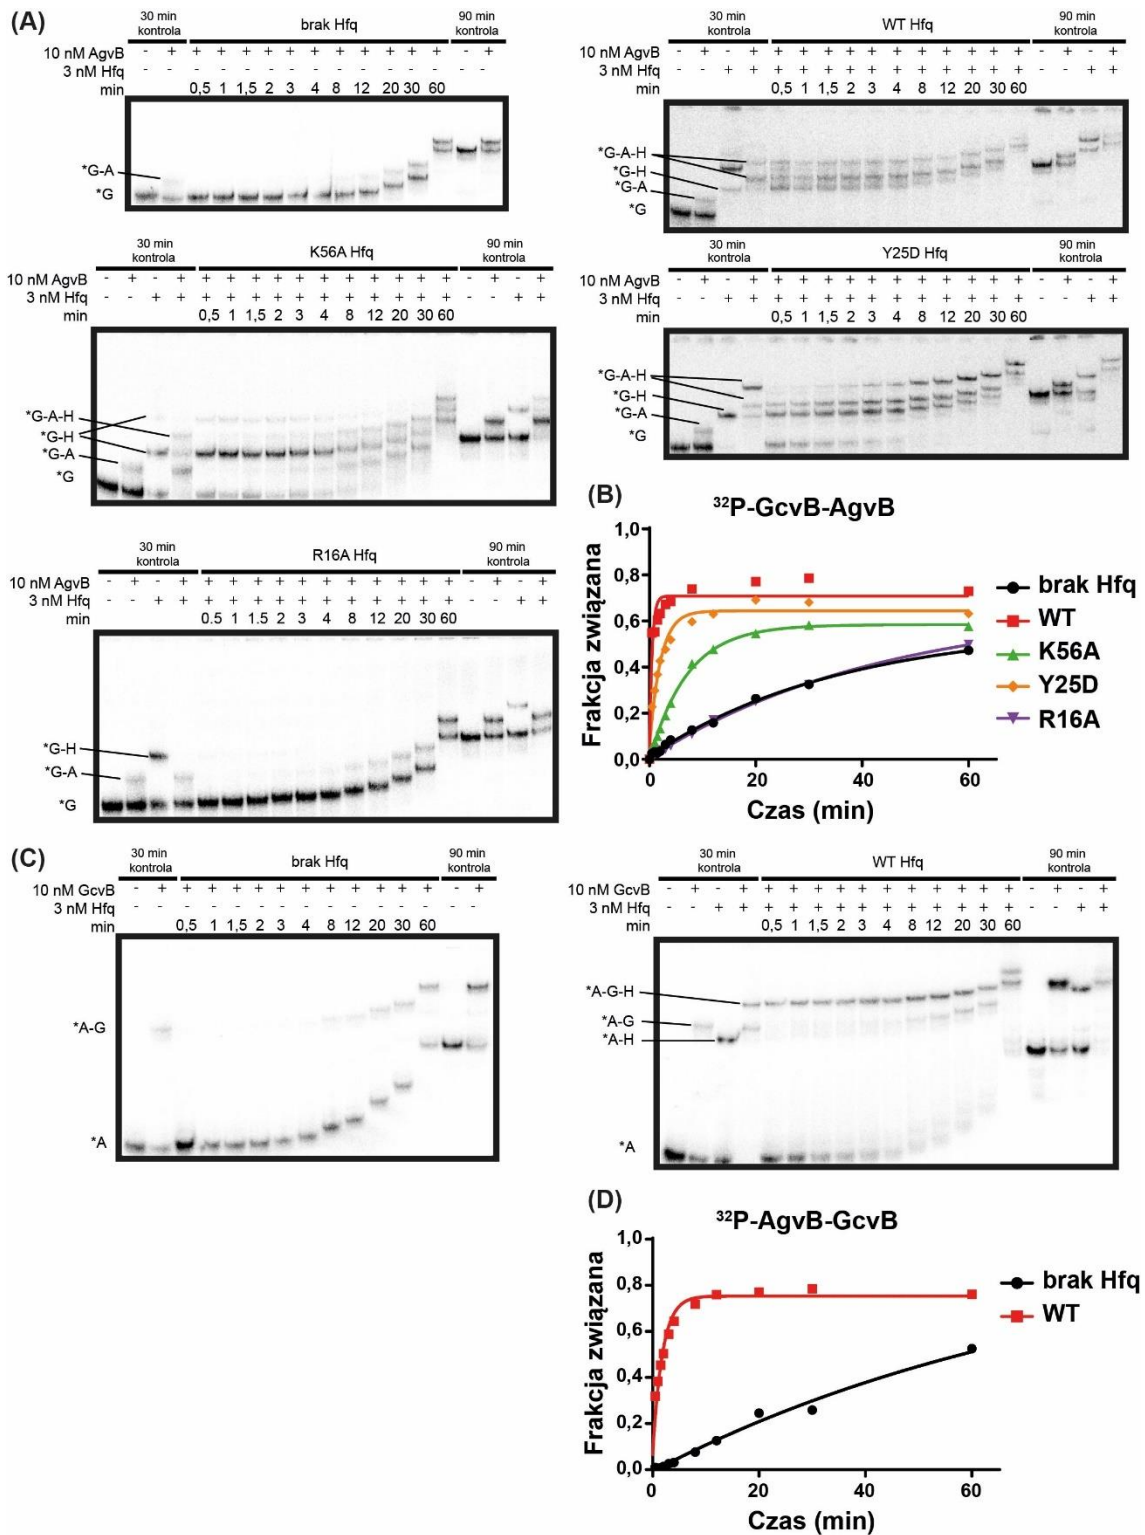 (A)
30 min
kontrola
brak Hfq
90 min
kontrola
10 nM AgvB - + + + + + + + + + + + + - +
3 nM Hfq - - - - - - - - - - - - - - -
min 0,5 1 1,5 2 3 4 8 12 20 30 60
*G-A
*G
30 min
kontrola
WT Hfq
90 min
kontrola
10 nM AgvB - + - + + + + + + + + + + + + - + - +
3 nM Hfq - - + + + + + + + + + + + + + - - + +
min 0,5 1 1,5 2 3 4 8 12 20 30 60
*G-A-H
*G-H
*G-A
*G
30 min
kontrola
K56A Hfq
90 min
kontrola
10 nM AgvB - + - + + + + + + + + + + + + - + - +
3 nM Hfq - - + + + + + + + + + + + + + - - + +
min 0,5 1 1,5 2 3 4 8 12 20 30 60
*G-A-H
*G-H
*G-A
*G
30 min
kontrola
Y25D Hfq
90 min
kontrola
10 nM AgvB - + - + + + + + + + + + + + + - + - +
3 nM Hfq - - + + + + + + + + + + + + + - - + +
min 0,5 1 1,5 2 3 4 8 12 20 30 60
*G-A-H
*G-H
*G-A
*G
30 min
kontrola
R16A Hfq
90 min
kontrola
10 nM AgvB - + - + + + + + + + + + + + + - + - +
3 nM Hfq - - + + + + + + + + + + + + + - - + +
min 0,5 1 1,5 2 3 4 8 12 20 30 60
*G-H
*G-A
*G
(B)
³²P-GcvB-AgvB
Frakcja związana
1,0
0,8
0,6
0,4
0,2
0,0
0 20 40 60
Czas (min)
brak Hfq
WT
K56A
Y25D
R16A
(C)
30 min
kontrola
brak Hfq
90 min
kontrola
10 nM GcvB - + + + + + + + + + + + + - +
3 nM Hfq - - - - - - - - - - - - - - -
min 0,5 1 1,5 2 3 4 8 12 20 30 60
*A-G
*A
30 min
kontrola
WT Hfq
90 min
kontrola
10 nM GcvB - + - + + + + + + + + + + + + - + - +
3 nM Hfq - - + + + + + + + + + + + + + - - + +
min 0,5 1 1,5 2 3 4 8 12 20 30 60
*A-G-H
*A-G
*A-H
*A
(D)
³²P-AgvB-GcvB
Frakcja związana
1,0
0,8
0,6
0,4
0,2
0,0
0 20 40 60
Czas (min)
brak Hfq
WT